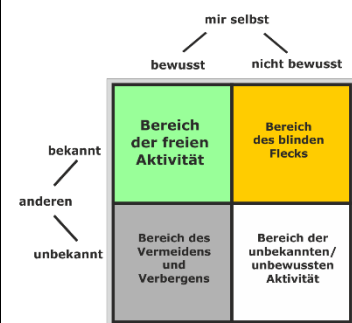 mir selbst
bewusst
nicht bewusst
bekannt
anderen
unbekannt
Bereich
der freien
Aktivität
Bereich
des blinden
Flecks
Bereich des
Vermeidens
und
Verbergens
Bereich der
unbekannten/
unbewussten
Aktivität